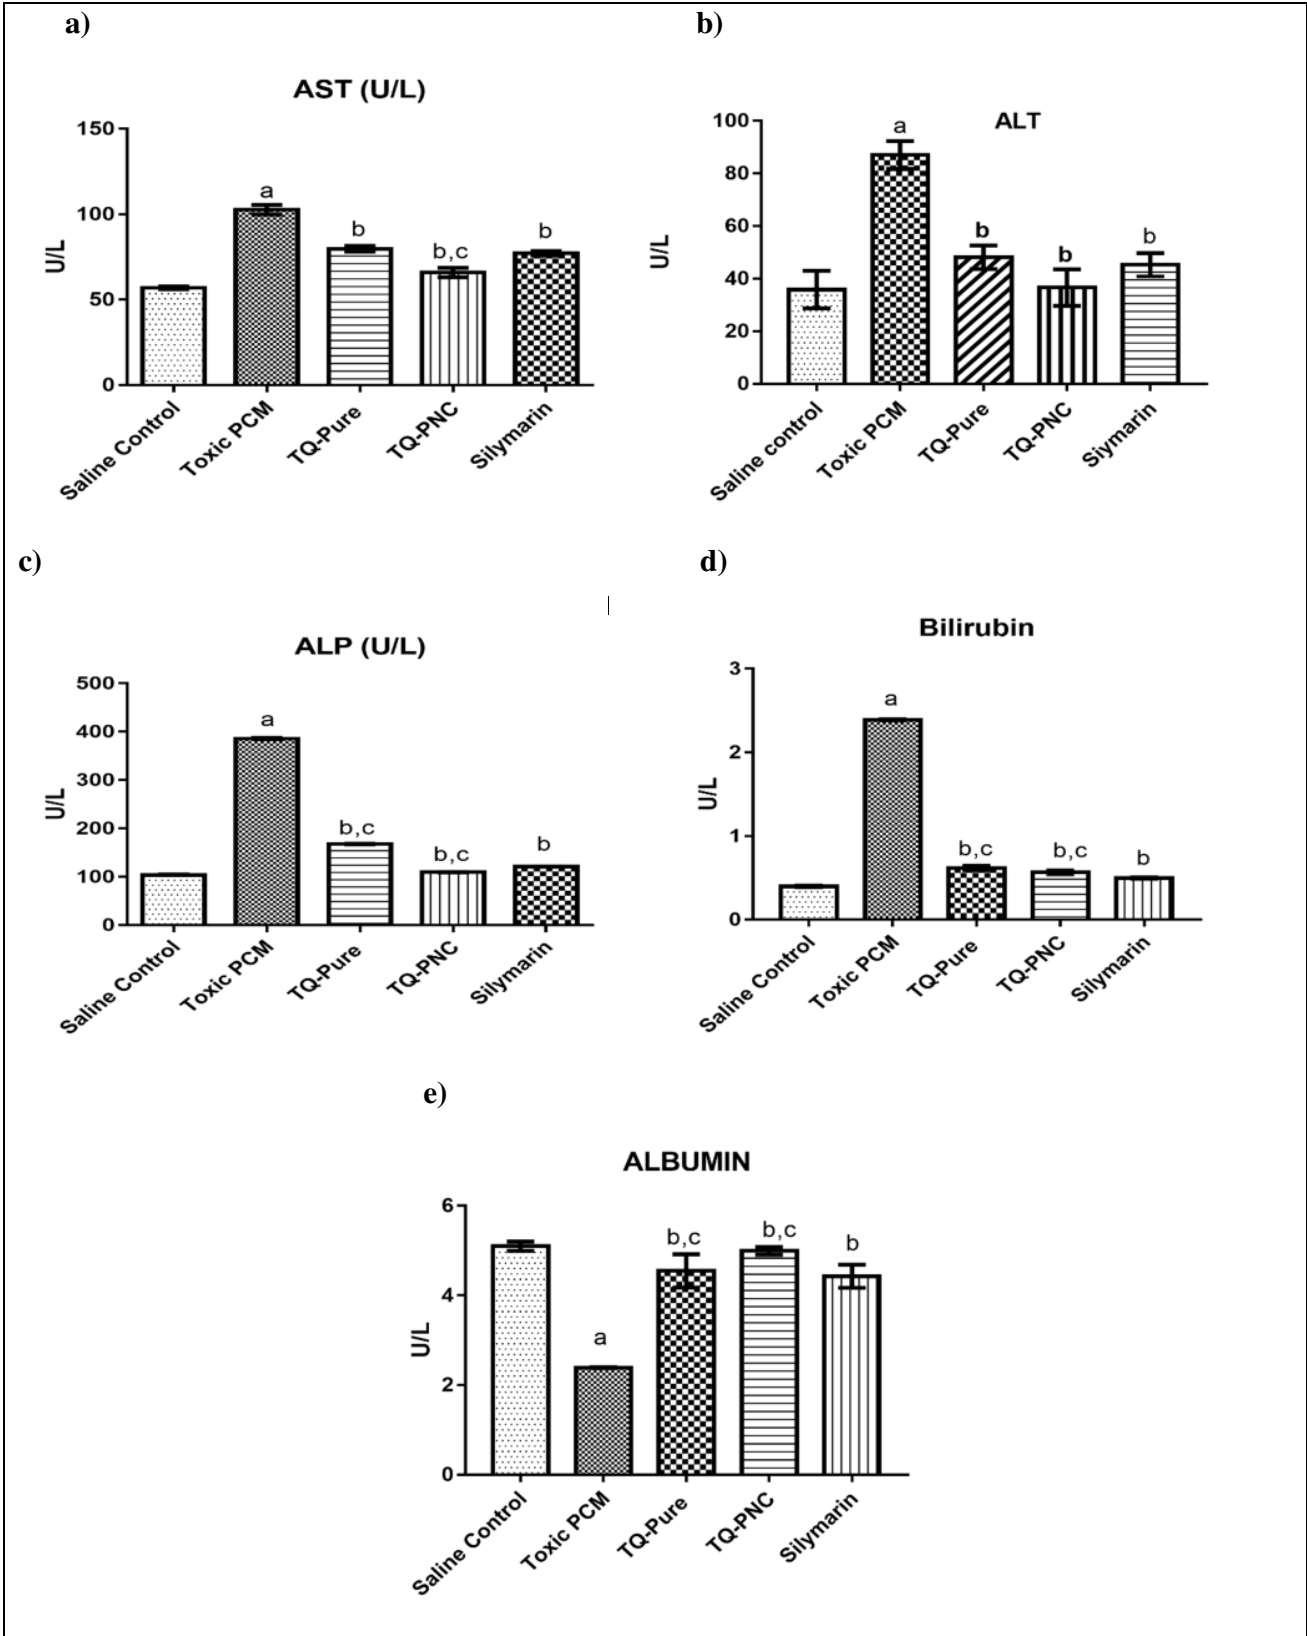 a)
AST (U/L)
150
100
50
0
U/L
a
b
b,c
b
Saline Control
Toxic PCM
TQ-Pure
TQ-PNC
Silymarin
b)
ALT
100
80
60
40
20
0
U/L
a
b
b
b
Saline control
Toxic PCM
TQ-Pure
TQ-PNC
Slymarin
c)
ALP (U/L)
500
400
300
200
100
0
U/L
a
b,c
b,c
b
Saline Control
Toxic PCM
TQ-Pure
TQ-PNC
Silymarin
d)
Bilirubin
3
2
1
0
U/L
a
b,c
b,c
b
Saline Control
Toxic PCM
TQ-Pure
TQ-PNC
Silymarin
e)
ALBUMIN
6
4
2
0
U/L
a
b,c
b,c
b
Saline Control
Toxic PCM
TQ-Pure
TQ-PNC
Silymarin